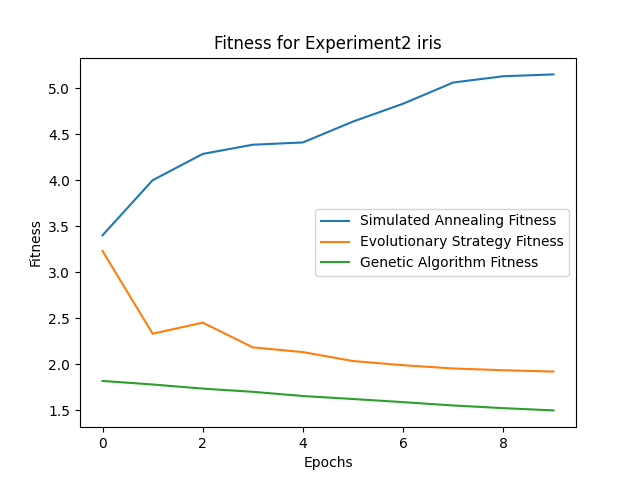 Fitness for Experiment2 iris
5.0
4.5
4.0
3.5
3.0
2.5
2.0
1.5
Fitness
Simulated Annealing Fitness
Evolutionary Strategy Fitness
Genetic Algorithm Fitness
0 2 4 6 8
Epochs